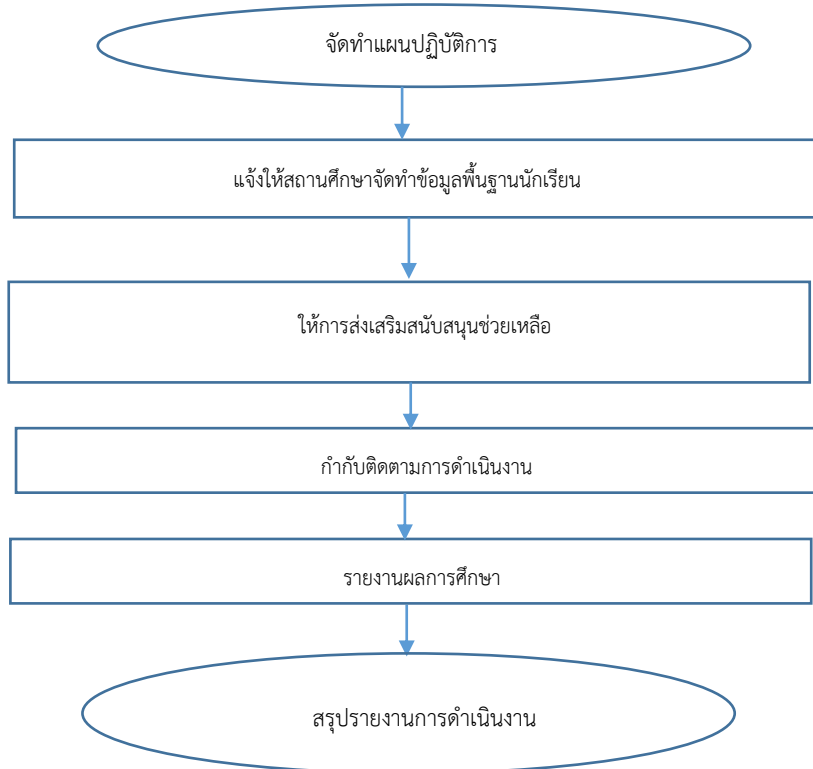 จัดทำแผนปฏิบัติการ
แจ้งให้สถานศึกษาจัดทำข้อมูลพื้นฐานนักเรียน
ให้การส่งเสริมสนับสนุนช่วยเหลือ
กำกับติดตามการดำเนินงาน
รายงานผลการศึกษา
สรุปรายงานการดำเนินงาน